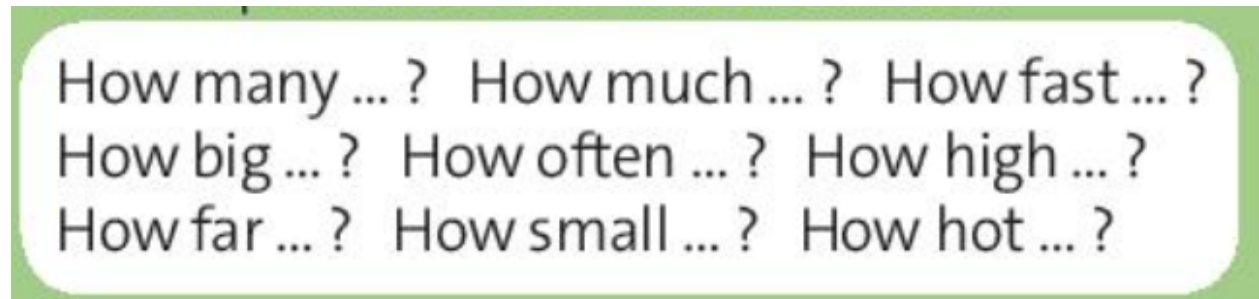 How many ... ? How much ... ? How fast ... ?
How big ... ? How often ... ? How high ... ?
How far ... ? How small ... ? How hot ... ?